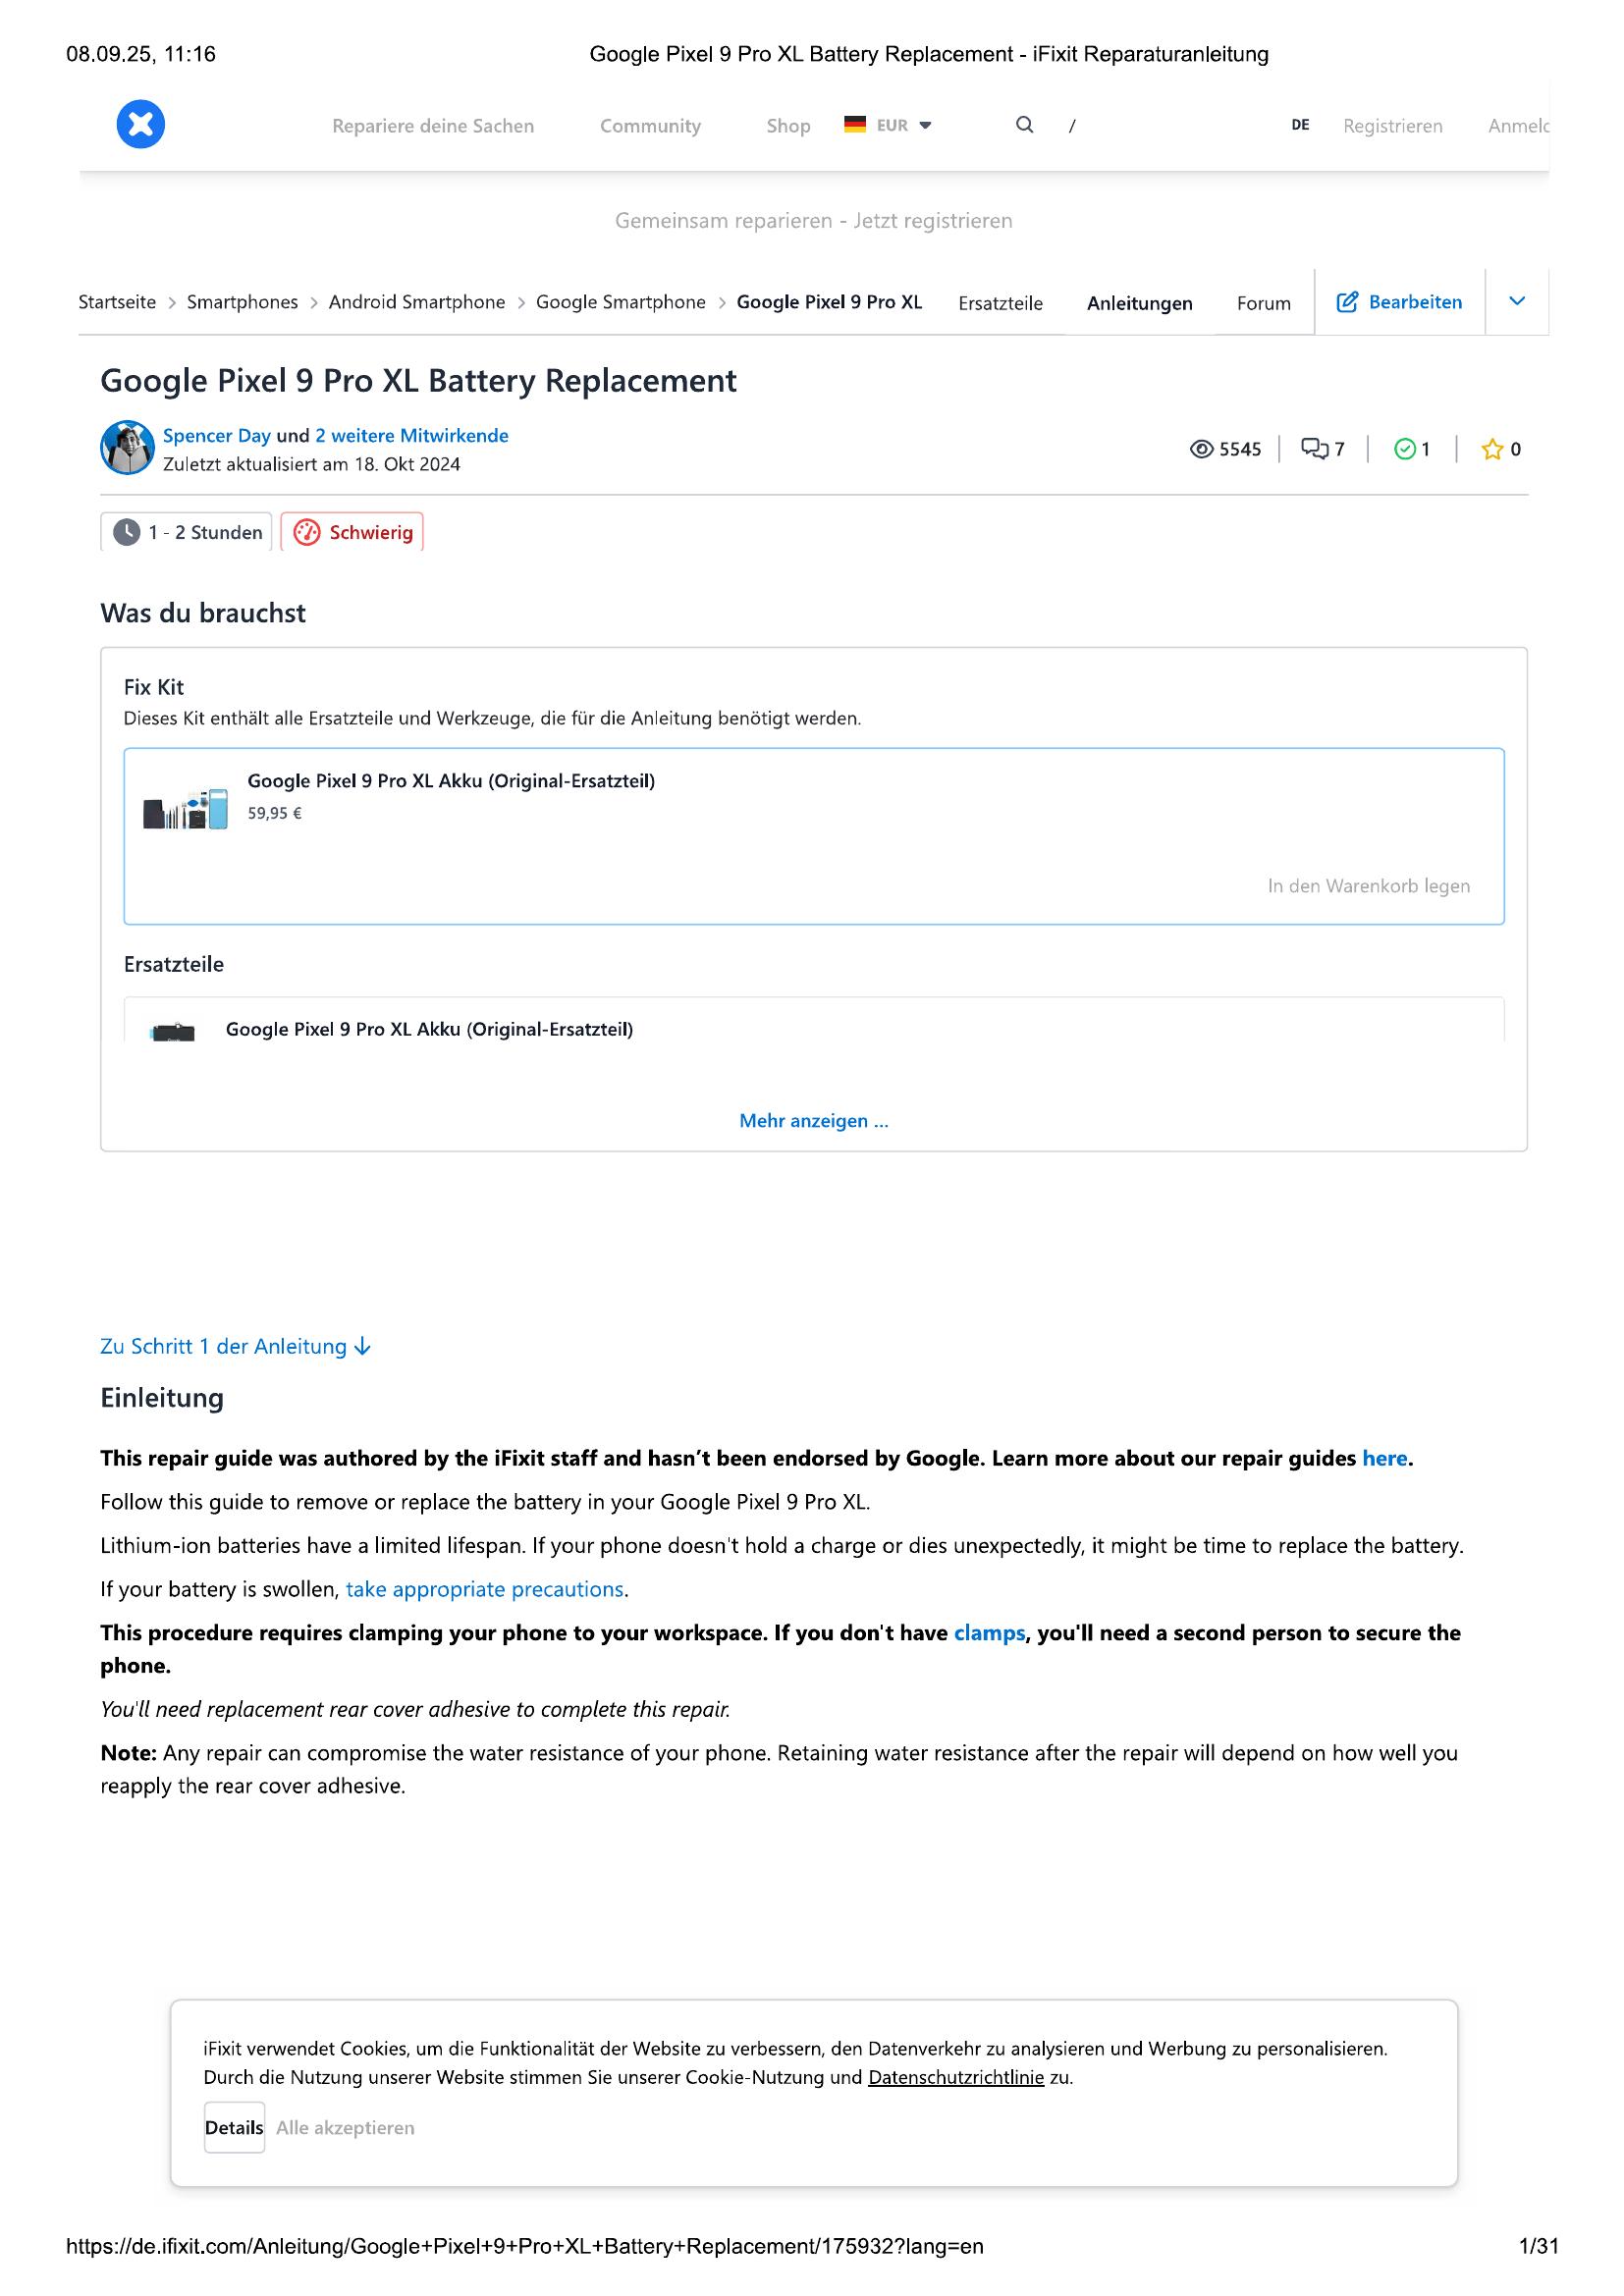 08.09.25, 11:16
Google Pixel 9 Pro XL Battery Replacement - iFixit Reparaturanleitung
Repariere deine Sachen
Community
Shop
EUR
/
DE
Registrieren
Anmeld
Gemeinsam reparieren - Jetzt registrieren
Startseite > Smartphones > Android Smartphone > Google Smartphone > Google Pixel 9 Pro XL
Ersatzteile
Anleitungen
Forum
Bearbeiten
Google Pixel 9 Pro XL Battery Replacement
Spencer Day und 2 weitere Mitwirkende
Zuletzt aktualisiert am 18. Okt 2024
5545
7
1
0
1 - 2 Stunden
Schwierig
Was du brauchst
Fix Kit
Dieses Kit enthält alle Ersatzteile und Werkzeuge, die für die Anleitung benötigt werden.
Google Pixel 9 Pro XL Akku (Original-Ersatzteil)
59,95 €
In den Warenkorb legen
Ersatzteile
Google Pixel 9 Pro XL Akku (Original-Ersatzteil)
Mehr anzeigen ...
Zu Schritt 1 der Anleitung ↓
Einleitung
This repair guide was authored by the iFixit staff and hasn’t been endorsed by Google. Learn more about our repair guides here.
Follow this guide to remove or replace the battery in your Google Pixel 9 Pro XL.
Lithium-ion batteries have a limited lifespan. If your phone doesn't hold a charge or dies unexpectedly, it might be time to replace the battery.
If your battery is swollen, take appropriate precautions.
This procedure requires clamping your phone to your workspace. If you don't have clamps, you'll need a second person to secure the
phone.
You'll need replacement rear cover adhesive to complete this repair.
Note: Any repair can compromise the water resistance of your phone. Retaining water resistance after the repair will depend on how well you
reapply the rear cover adhesive.
iFixit verwendet Cookies, um die Funktionalität der Website zu verbessern, den Datenverkehr zu analysieren und Werbung zu personalisieren.
Durch die Nutzung unserer Website stimmen Sie unserer Cookie-Nutzung und Datenschutzrichtlinie zu.
Details
Alle akzeptieren
https://de.ifixit.com/Anleitung/Google+Pixel+9+Pro+XL+Battery+Replacement/175932?lang=en
1/31